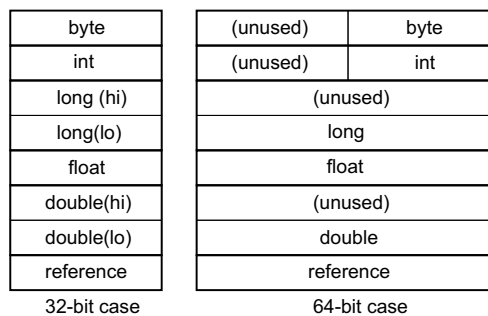 byte
int
long (hi)
long(lo)
float
double(hi)
double(lo)
reference
32-bit case
(unused) byte
(unused) int
(unused)
long
float
(unused)
double
reference
64-bit case